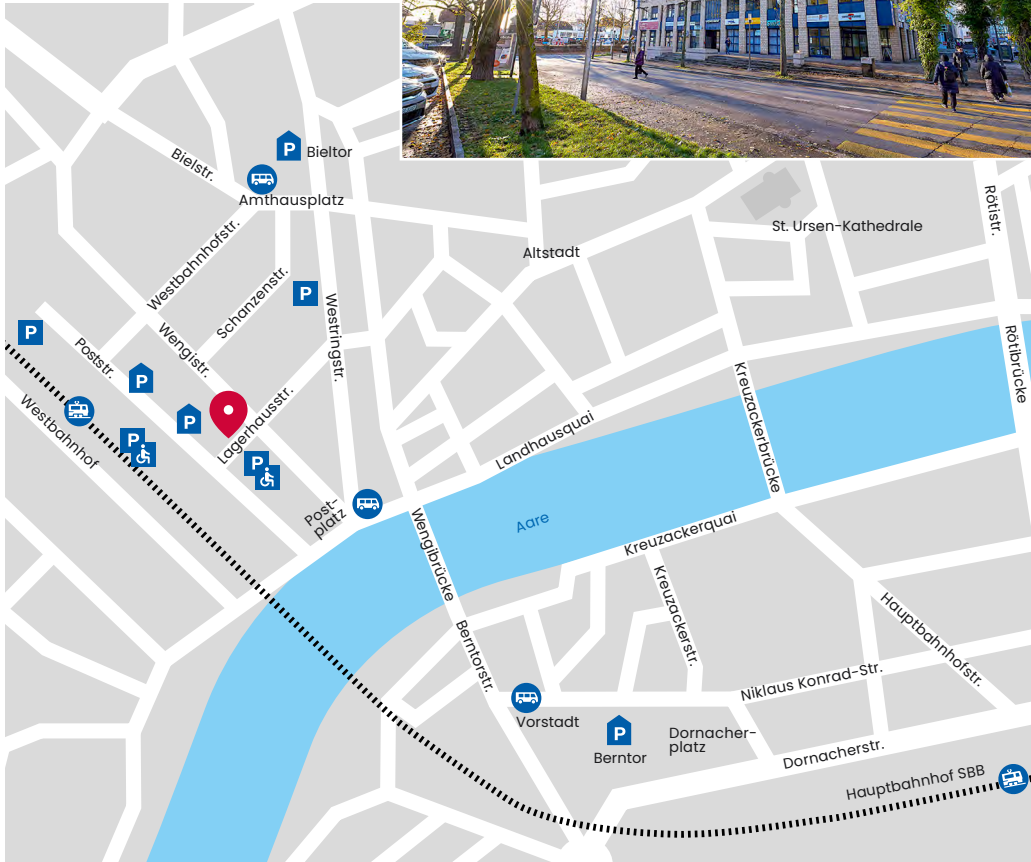 P
Bieltor
Bielstr.
Amthausplatz
Rötistr.
St. Ursen-Kathedrale
Altstadt
Westbahnhofstr.
Schanzenstr.
P
Westringstr.
P
Wengistr.
Poststr.
Rötibrücke
P
Kreuzackerbrücke
P
Lagerhausstr.
Westbahnhof
P
P
Landhausquai
Post-
platz
Aare
Wengibrücke
Kreuzackerquai
Kreuzackerstr.
Hauptbahnhofstr.
Berntorstr.
Niklaus Konrad-Str.
Vorstadt
P
Berntor
Dornacher-
platz
Dornacherstr.
Hauptbahnhof SBB